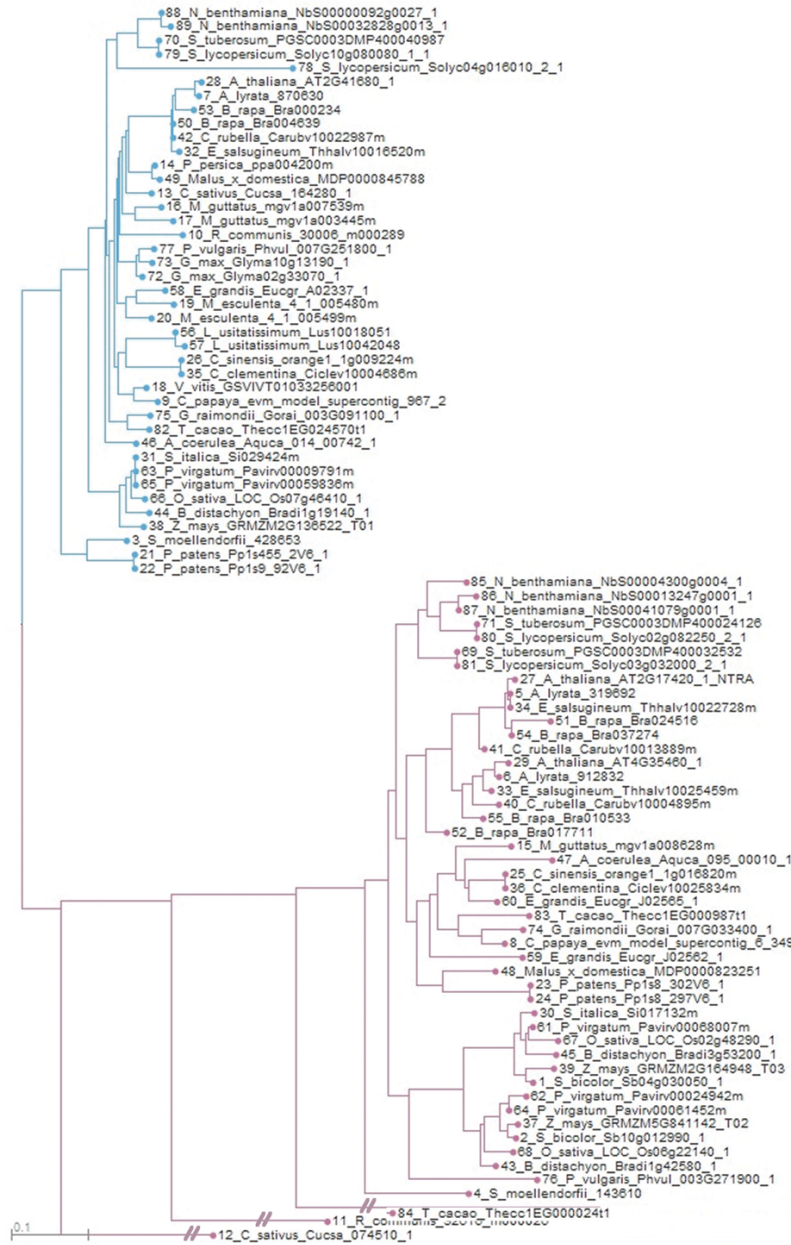 88_N_benthamiana_NbS00000092g0027_1
89_N_benthamiana_NbS00032828g0013_1
70_S_tuberosum_PGSC0003DMP400040987
79_S_lycopersicum_Solyc10g080080_1_1
78_S_lycopersicum_Solyc04g016010_2_1
28_A_thaliana_AT2G41680_1
7_A_lyrata_870630
53_B_rapa_Bra000234
50_B_rapa_Bra004639
42_C_rubella_Carubv10022987m
32_E_salsugineum_Thhalv10016520m
14_P_persica_ppa004200m
49_Malus_x_domestica_MDP0000845788
13_C_sativus_Cucsa_164280_1
16_M_guttatus_mgv1a007539m
17_M_guttatus_mgv1a003445m
10_R_communis_30006_m000289
77_P_vulgaris_Phvul_007G251800_1
73_G_max_Glyma10g13190_1
72_G_max_Glyma02g33070_1
58_E_grandis_Eucgr_A02337_1
19_M_esculenta_4_1_005480m
20_M_esculenta_4_1_005499m
56_L_usitatissimum_Lus10018051
57_L_usitatissimum_Lus10042048
26_C_sinensis_orange1_1g009224m
35_C_clementina_Ciclev10004686m
18_V_vitis_GSVIVT01033256001
9_C_papaya_evm_model_supercontig_967_2
75_G_raimondii_Gorai_003G091100_1
82_T_cacao_Thecc1EG024570t1
46_A_coerulea_Aquca_014_00742_1
31_S_italica_Si029424m
63_P_virgatum_Pavirv00009791m
65_P_virgatum_Pavirv00059836m
66_O_sativa_LOC_Os07g46410_1
44_B_distachyon_Bradi1g19140_1
38_Z_mays_GRMZM2G136522_T01
3_S_moellendorfii_428653
21_P_patens_Pp1s455_2V6_1
22_P_patens_Pp1s9_92V6_1
85_N_benthamiana_NbS00004300g0004_1
86_N_benthamiana_NbS00013247g0001_1
87_N_benthamiana_NbS00041079g0001_1
71_S_tuberosum_PGSC0003DMP400024126
80_S_lycopersicum_Solyc02g082250_2_1
69_S_tuberosum_PGSC0003DMP400032532
81_S_lycopersicum_Solyc03g032000_2_1
27_A_thaliana_AT2G17420_1_NTRA
5_A_lyrata_319692
34_E_salsugineum_Thhalv10022728m
51_B_rapa_Bra024516
54_B_rapa_Bra037274
41_C_rubella_Carubv10013889m
29_A_thaliana_AT4G35460_1
6_A_lyrata_912832
33_E_salsugineum_Thhalv10025459m
40_C_rubella_Carubv10004895m
55_B_rapa_Bra010533
52_B_rapa_Bra017711
15_M_guttatus_mgv1a008628m
47_A_coerulea_Aquca_095_00010_1
25_C_sinensis_orange1_1g016820m
36_C_clementina_Ciclev10025834m
60_E_grandis_Eucgr_J02565_1
83_T_cacao_Thecc1EG000987t1
74_G_raimondii_Gorai_007G033400_1
8_C_papaya_evm_model_supercontig_6_349
59_E_grandis_Eucgr_J02562_1
48_Malus_x_domestica_MDP0000823251
23_P_patens_Pp1s8_302V6_1
24_P_patens_Pp1s8_297V6_1
30_S_italica_Si017132m
61_P_virgatum_Pavirv00068007m
67_O_sativa_LOC_Os02g48290_1
45_B_distachyon_Bradi3g53200_1
39_Z_mays_GRMZM2G164948_T03
1_S_bicolor_Sb04g030050_1
62_P_virgatum_Pavirv00024942m
64_P_virgatum_Pavirv00061452m
37_Z_mays_GRMZM5G841142_T02
2_S_bicolor_Sb10g012990_1
68_O_sativa_LOC_Os06g22140_1
43_B_distachyon_Bradi1g42580_1
76_P_vulgaris_Phvul_003G271900_1
4_S_moellendorfii_143610
84_T_cacao_Thecc1EG000024t1
11_R_communis
12_C_sativus_Cucsa_074510_1
0.1